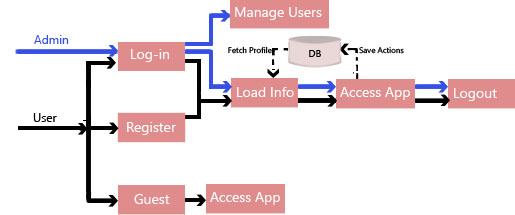 Manage Users
Admin
Log-in
Fetch Profile
DB
Save Actions
Load Info
Access App
Logout
User
Register
Guest
Access App